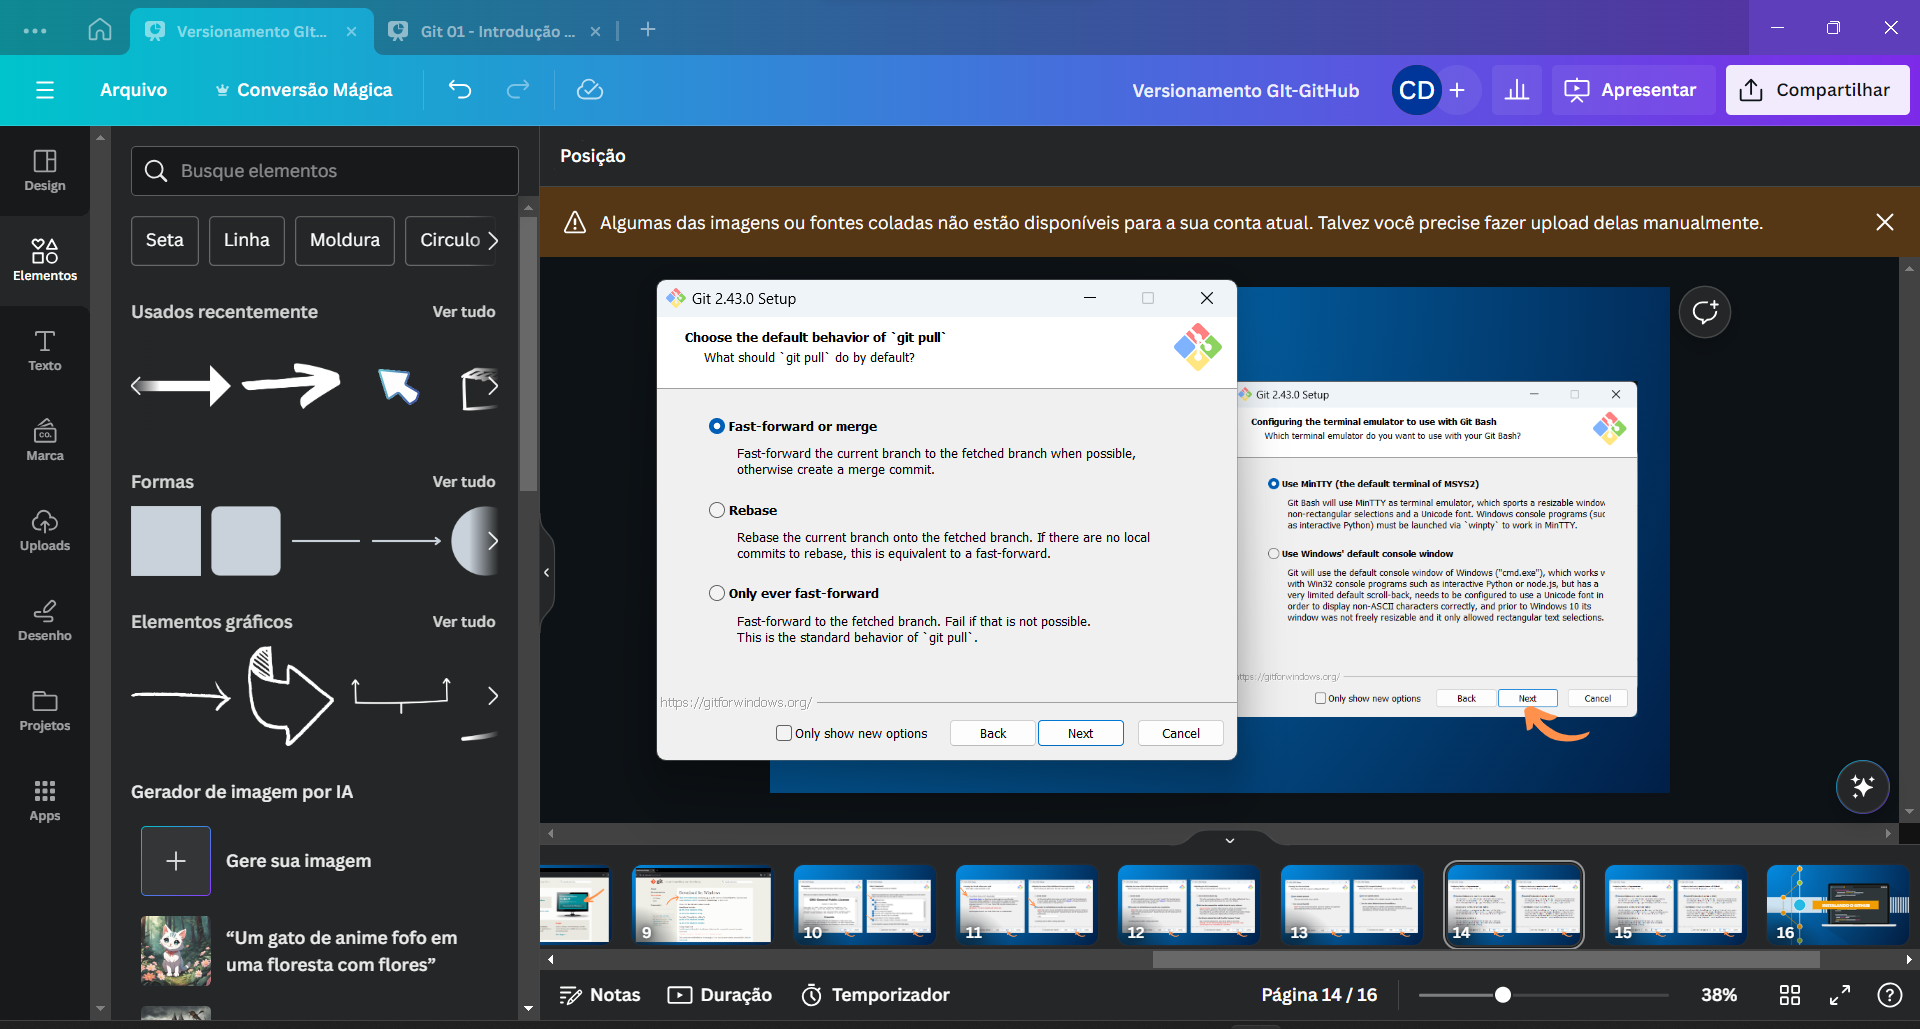 Versionamento GIt...
Git 01 - Introdução ...
Arquivo
Conversão Mágica
Versionamento GIt-GitHub
CD
Apresentar
Compartilhar
Design
Elementos
Texto
Marca
Uploads
Desenho
Projetos
Apps
Busque elementos
Seta
Linha
Moldura
Circulo
Usados recentemente
Ver tudo
Formas
Ver tudo
Elementos gráficos
Ver tudo
Gerador de imagem por IA
Gere sua imagem
“Um gato de anime fofo em
uma floresta com flores”
Posição
Algumas das imagens ou fontes coladas não estão disponíveis para a sua conta atual. Talvez você precise fazer upload delas manualmente.
Git 2.43.0 Setup
Choose the default behavior of `git pull`
What should `git pull` do by default?
Fast-forward or merge
Fast-forward the current branch to the fetched branch when possible,
otherwise create a merge commit.
Rebase
Rebase the current branch onto the fetched branch. If there are no local
commits to rebase, this is equivalent to a fast-forward.
Only ever fast-forward
Fast-forward to the fetched branch. Fail if that is not possible.
This is the standard behavior of `git pull`.
https://gitforwindows.org/
Only show new options
Back
Next
Cancel
Git 2.43.0 Setup
Configuring the terminal emulator to use with Git Bash
Which terminal emulator do you want to use with your Git Bash?
Use MinTTY (the default terminal of MSYS2)
Git Bash will use MinTTY as terminal emulator, which sports a resizable window
non-rectangular selections and a Unicode font. Windows console programs (suc
as interactive Python) must be launched via `winpty` to work in MinTTY.
Use Windows' default console window
Git will use the default console window of Windows ("cmd.exe"), which works w
with Win32 console programs such as interactive Python or node.js, but has a
very limited default scroll-back, needs to be configured to use a Unicode font in
order to display non-ASCII characters correctly, and prior to Windows 10 its
window was not freely resizable and it only allowed rectangular text selections.
https://gitforwindows.org/
Only show new options
Back
Next
Cancel
9
10
11
12
13
14
15
16
Notas
Duração
Temporizador
Página 14 / 16
38%